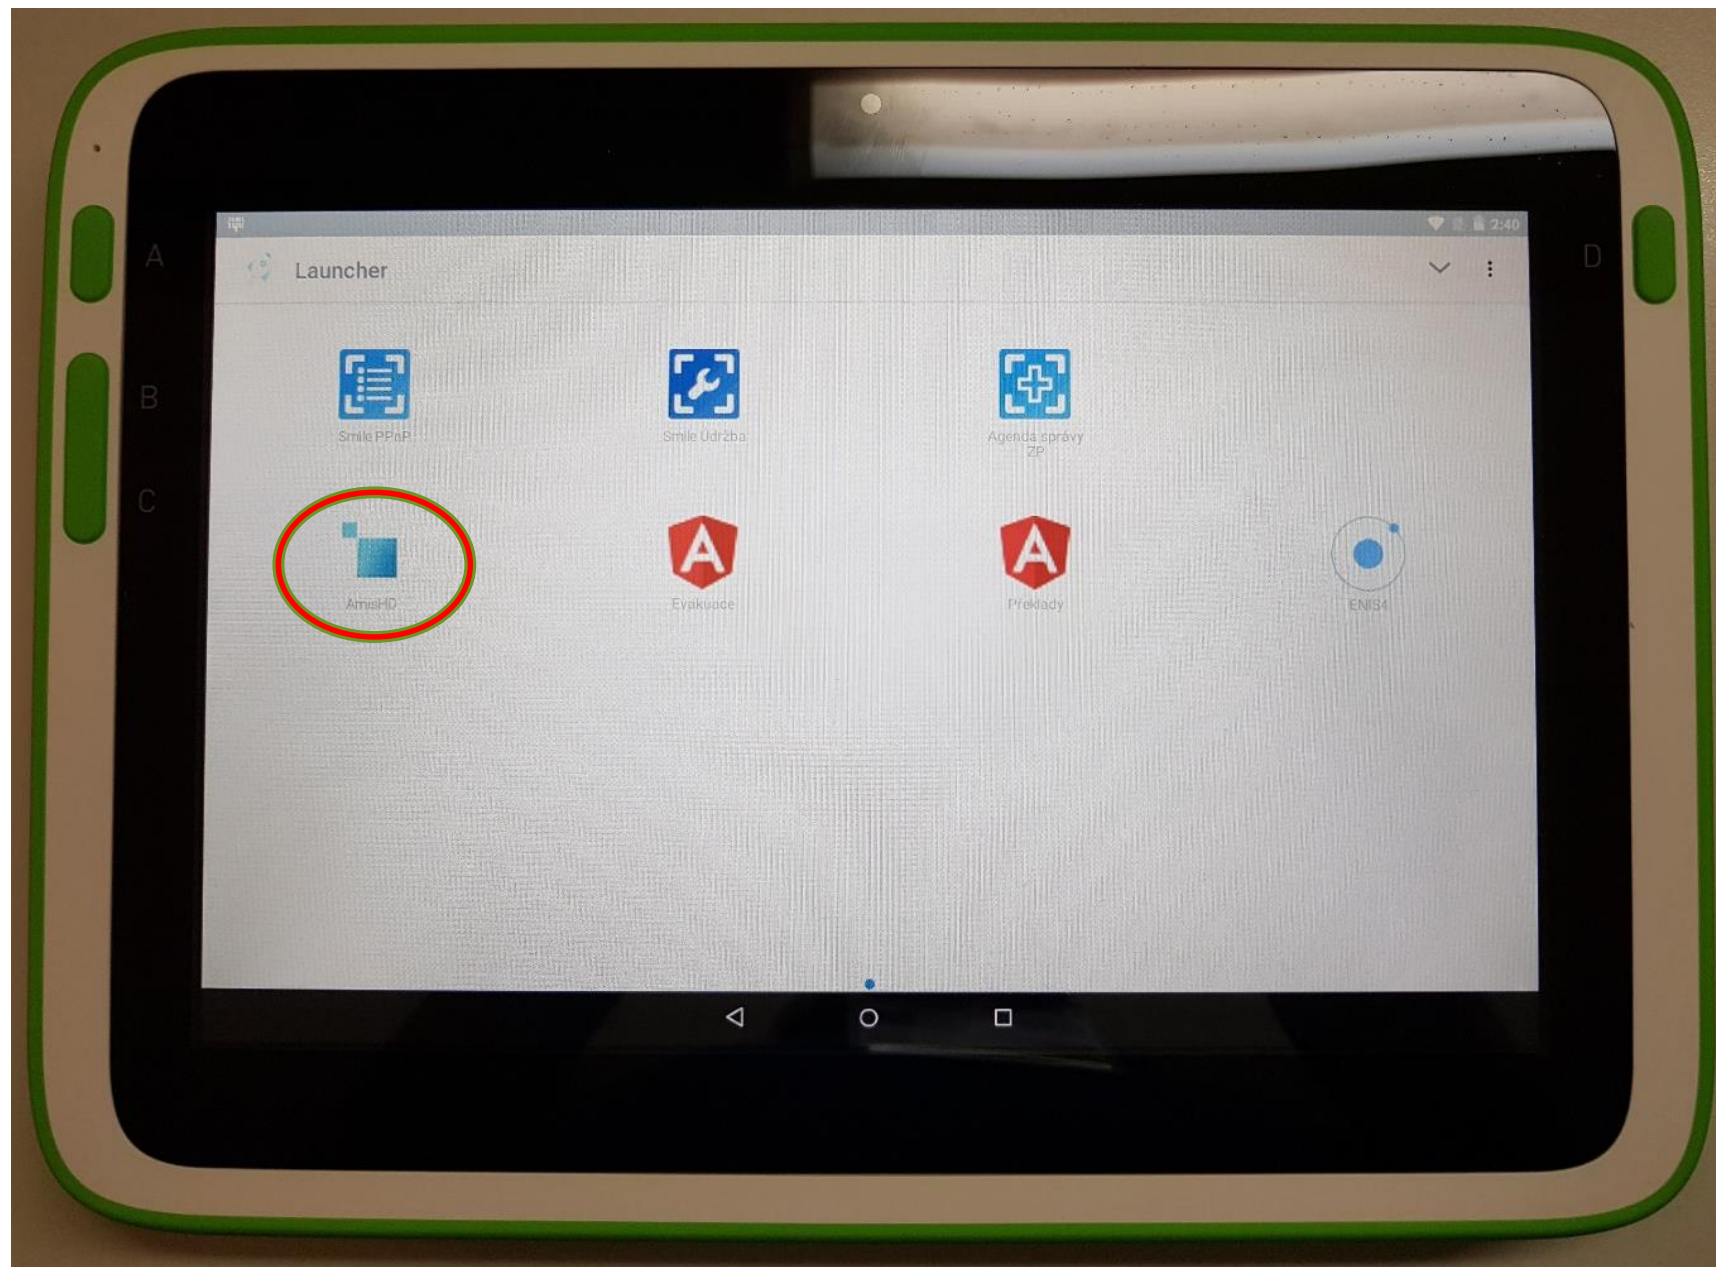 2:40
Launcher
A
D
B
C
Smile PPnP
Smile Údržba
Agenda správy
ZP
AmisHD
Evakuace
Překlady
ENIS4